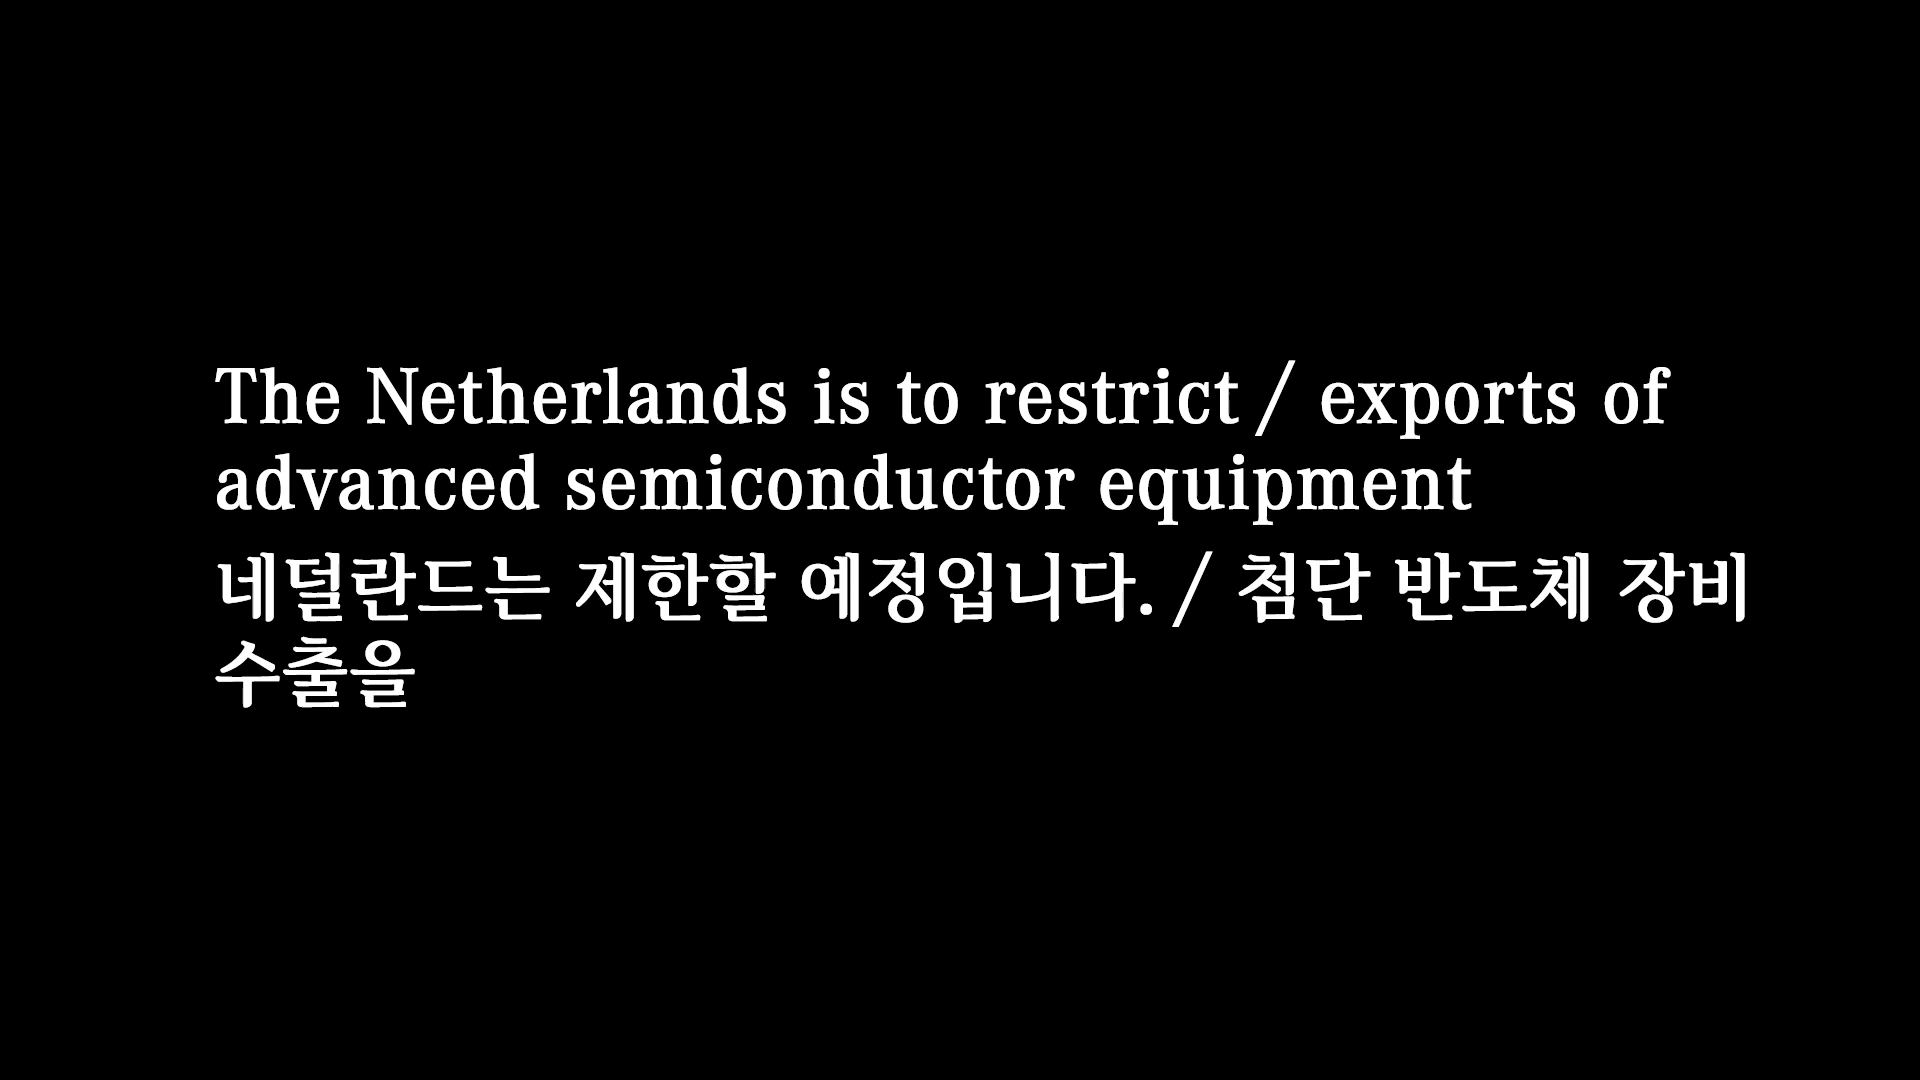 The Netherlands is to restrict / exports of
advanced semiconductor equipment
네덜란드는 제한할 예정입니다. / 첨단 반도체 장비
수출을